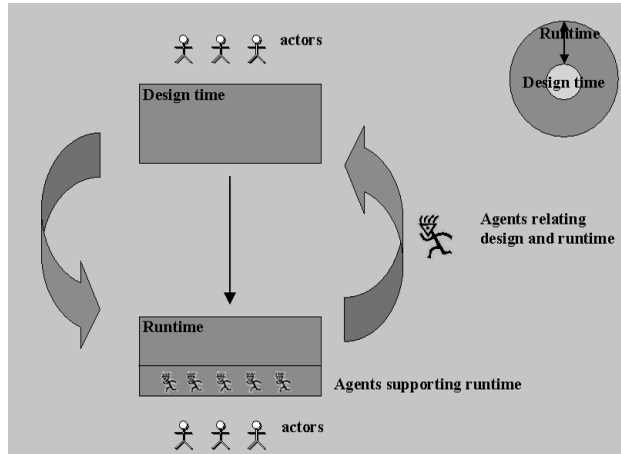 actors
Runtime
Design time
Design time
Agents relating
design and runtime
Runtime
Agents supporting runtime
actors